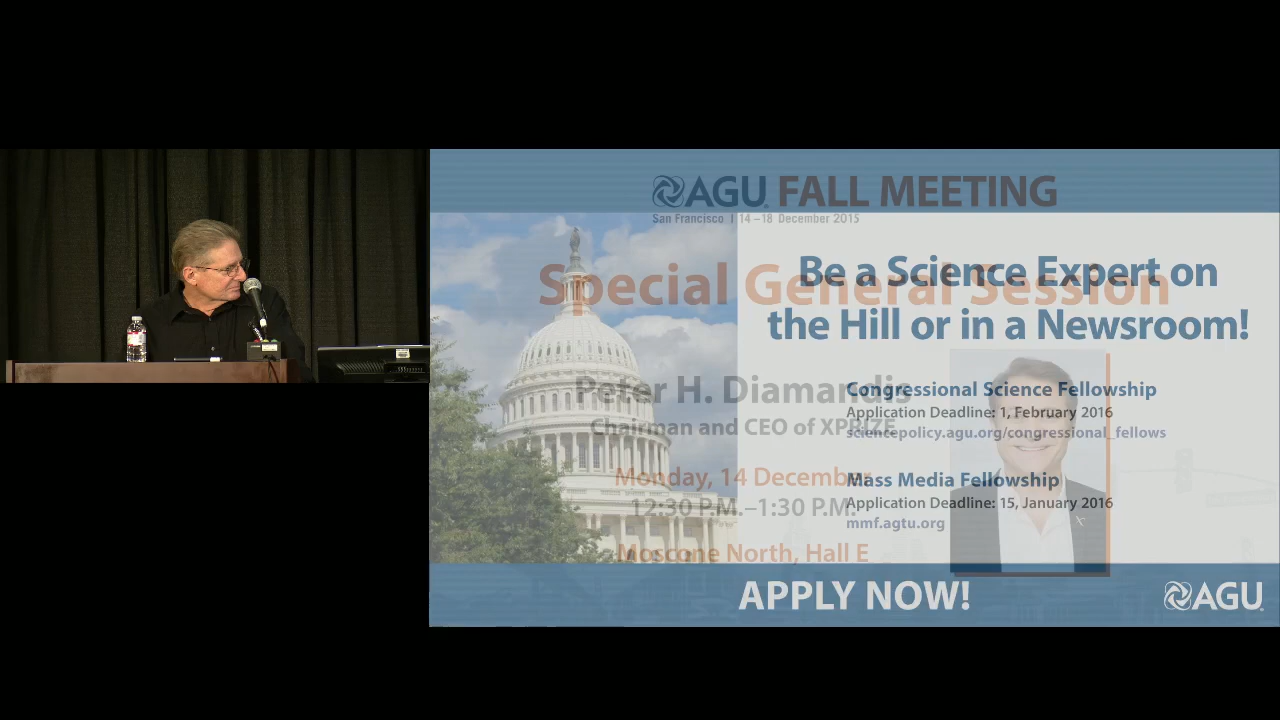 AGU FALL MEETING
San Francisco | 14–18 December 2015
Special General Session
Peter H. Diamandis
Chairman and CEO of XPRIZE
Monday, 14 December
12:30 P.M.–1:30 P.M.
Moscone North, Hall E
Be a Science Expert on
the Hill or in a Newsroom!
Congressional Science Fellowship
Application Deadline: 1, February 2016
sciencepolicy.agu.org/congressional_fellows
Mass Media Fellowship
Application Deadline: 15, January 2016
mmf.agtu.org
APPLY NOW!
AGU